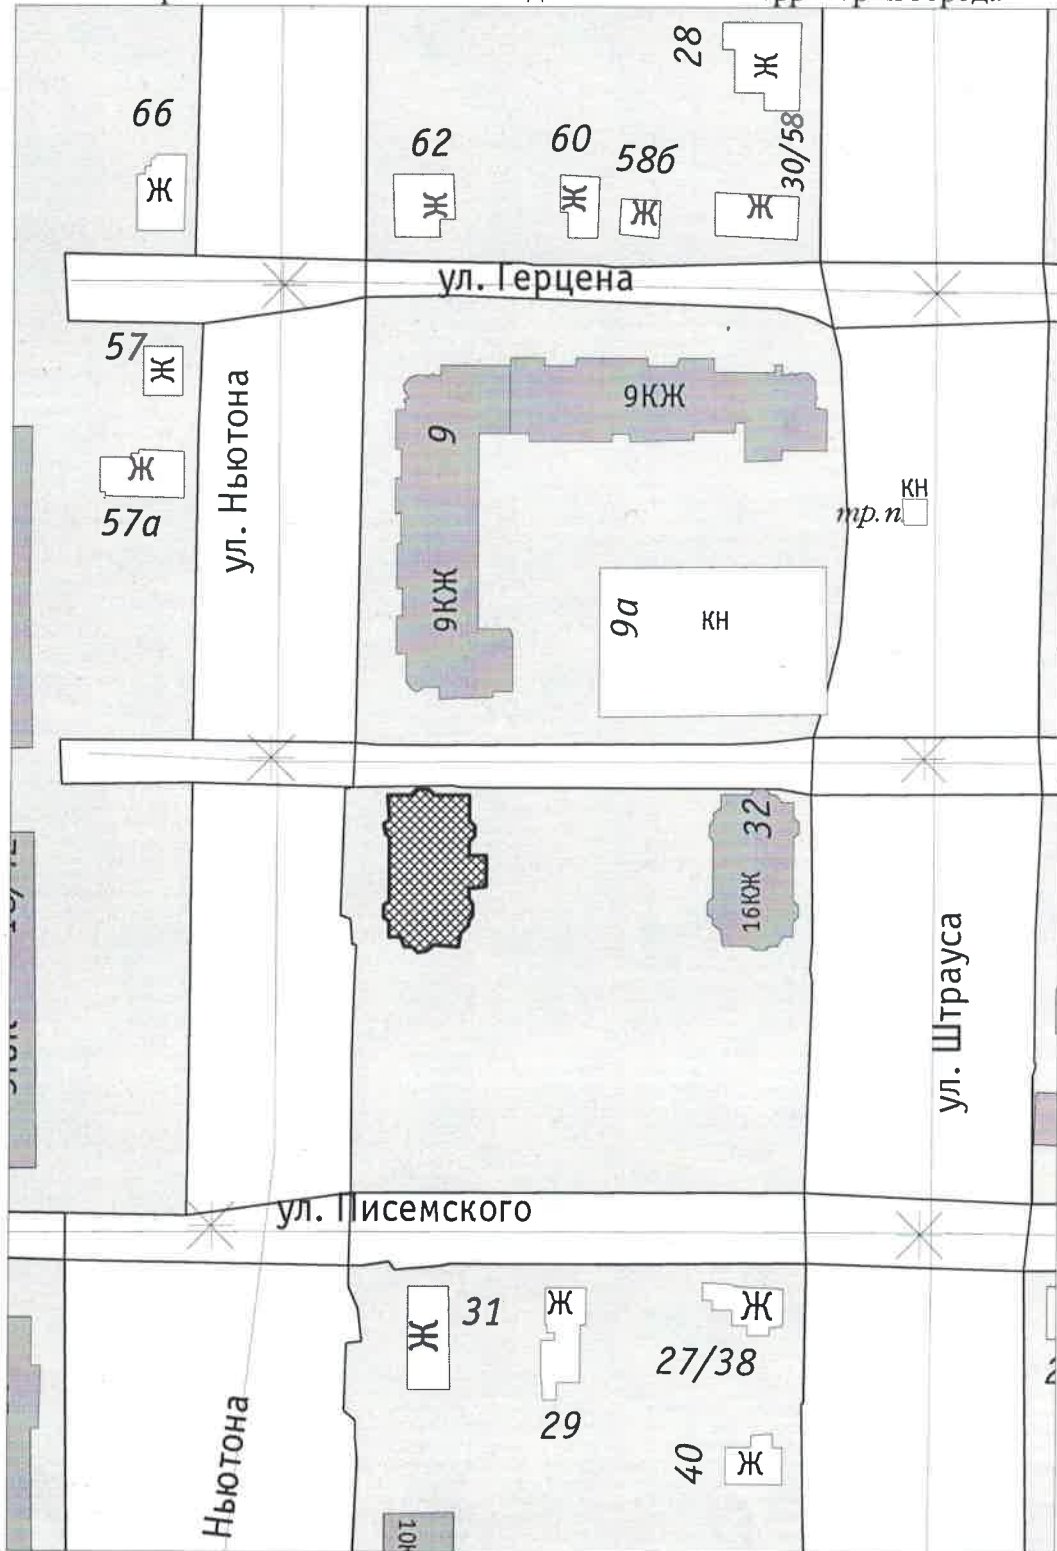 28
66
62
60
58б
30/58
Ж
Ж
Ж
Ж
Ж
Ж
ул. Герцена
57
Ж
9КЖ
9
ул. Ньютона
Ж
57а
кн
тр.п.
9КЖ
9а
кн
32
16КЖ
ул. Штрауса
ул. Писемского
Ж
31
Ж
Ж
27/38
29
Ж
40
Ньютона